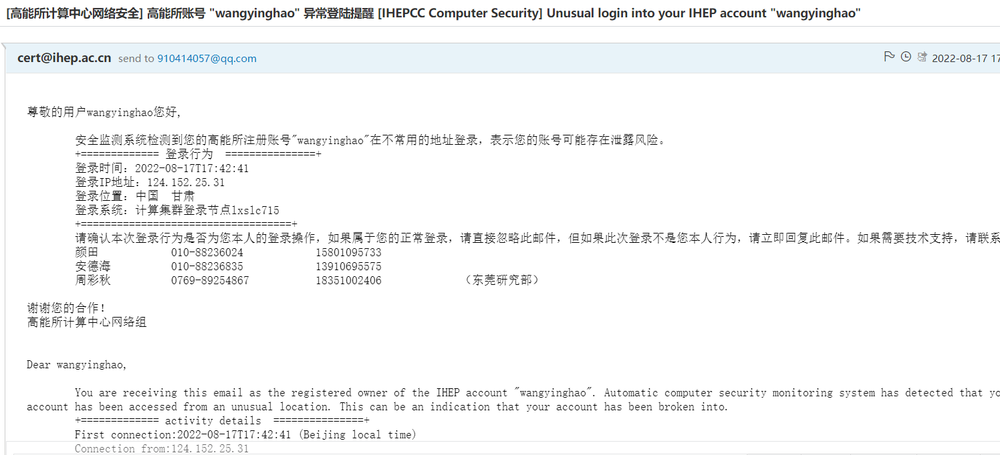 [高能所计算中心网络安全] 高能所账号 "wangyinghao" 异常登陆提醒 [IHEPCC Computer Security] Unusual login into your IHEP account "wangyinghao"
cert@ihep.ac.cn send to 910414057@qq.com 2022-08-17 17
尊敬的用户wangyinghao您好,
安全监测系统检测到您的高能所注册账号"wangyinghao"在不常用的地址登录，表示您的账号可能存在泄露风险。
+============= 登录行为 ===============+
登录时间：2022-08-17T17:42:41
登录IP地址：124.152.25.31
登录位置：中国 甘肃
登录系统：计算集群登录节点lxslc715
+===================================+
请确认本次登录行为是否为您本人的登录操作，如果属于您的正常登录，请直接忽略此邮件，但如果此次登录不是您本人行为，请立即回复此邮件。如果需要技术支持，请联系
颜田 010-88236024 15801095733
安德海 010-88236835 13910695575
周彩秋 0769-89254867 18351002406 （东莞研究部）
谢谢您的合作！
高能所计算中心网络组
Dear wangyinghao,
You are receiving this email as the registered owner of the IHEP account "wangyinghao". Automatic computer security monitoring system has detected that yo
account has been accessed from an unusual location. This can be an indication that your account has been broken into.
+============= activity details ===============+
First connection:2022-08-17T17:42:41 (Beijing local time)
Connection from:124.152.25.31